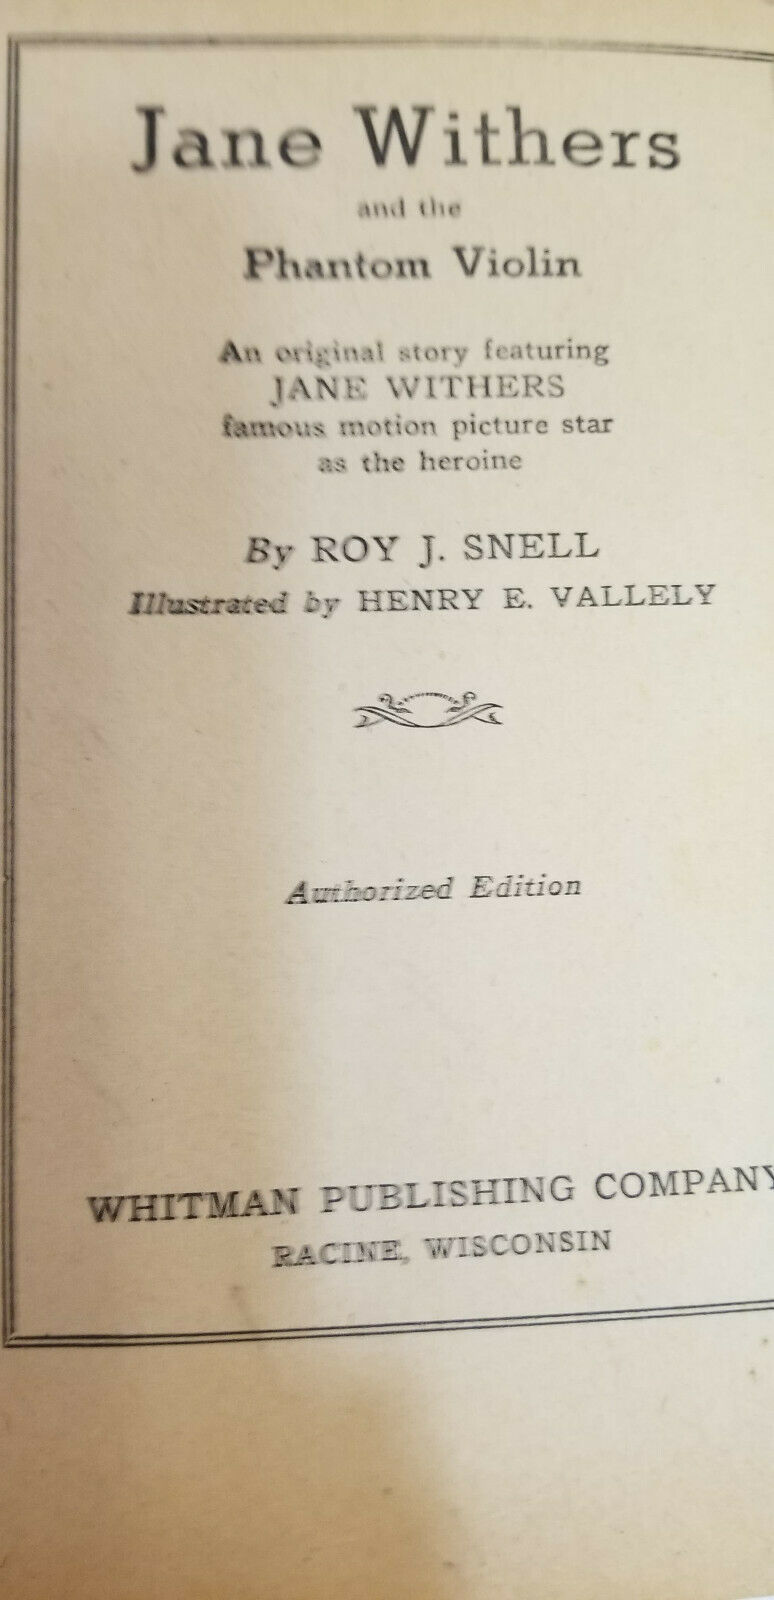 Jane Withers
and the
Phantom Violin
An original story featuring
JANE WITHERS
famous motion picture star
as the heroine
By ROY J. SNELL
Illustrated by HENRY E. VALLELY
Authorized Edition
WHITMAN PUBLISHING COMPANY
RACINE, WISCONSIN